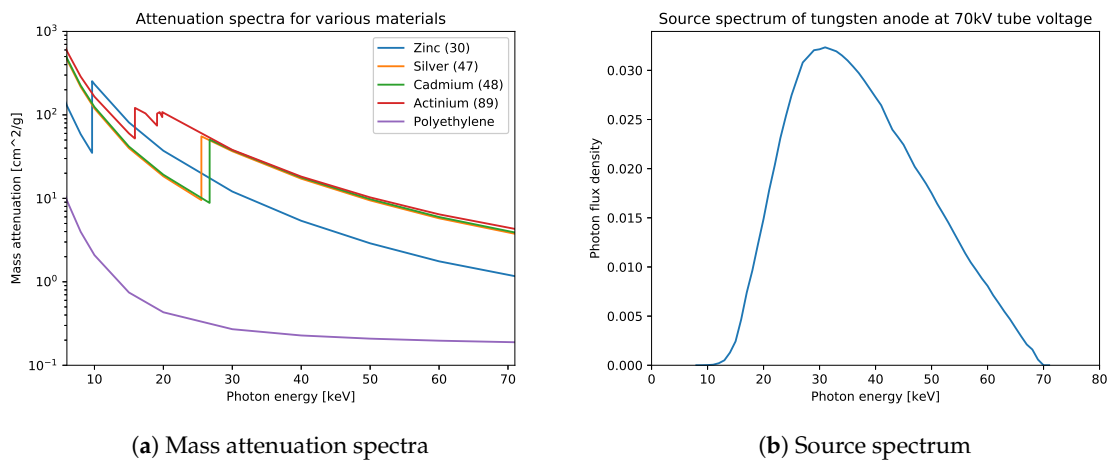 Attenuation spectra for various materials
Mass attenuation [cm^2/g]
10^3
10^2
10^1
10^0
10^−1
Zinc (30)
Silver (47)
Cadmium (48)
Actinium (89)
Polyethylene
10 20 30 40 50 60 70
Photon energy [keV]
(a) Mass attenuation spectra
Source spectrum of tungsten anode at 70kV tube voltage
Photon flux density
0.030
0.025
0.020
0.015
0.010
0.005
0.000
0 10 20 30 40 50 60 70 80
Photon energy [keV]
(b) Source spectrum